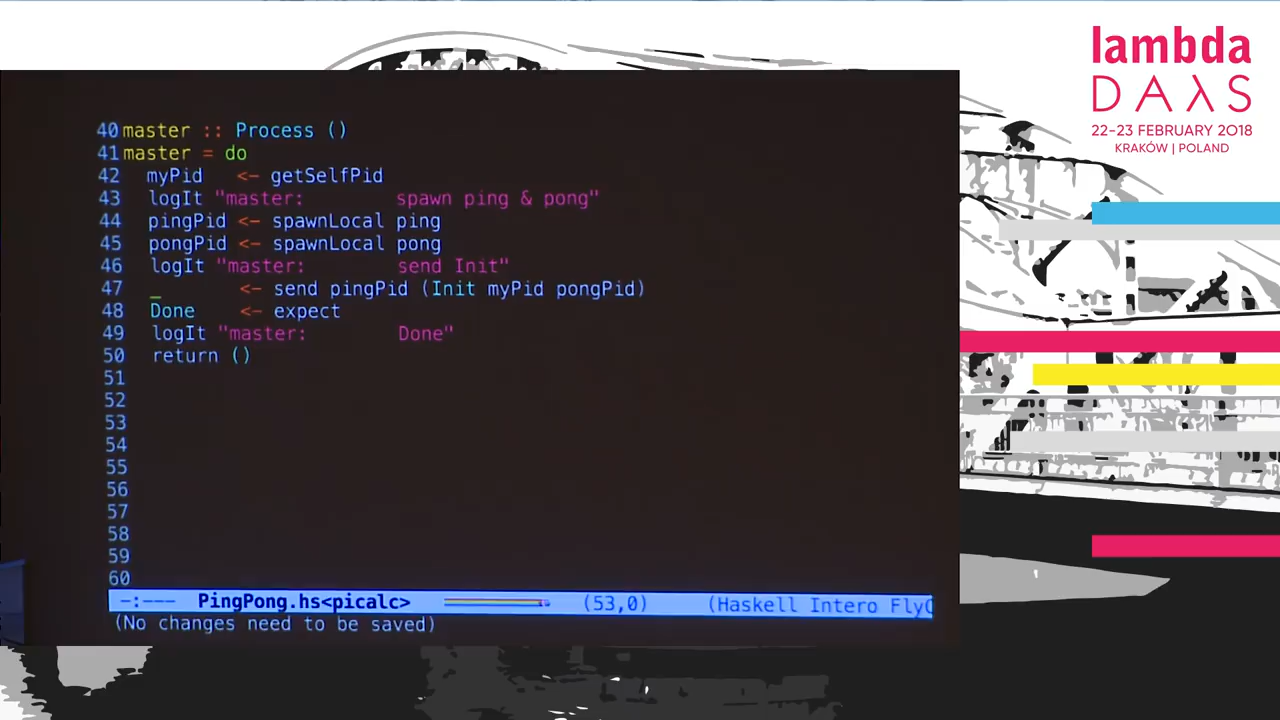 lambda
DAλS
22-23 FEBRUARY 2018
KRAKÓW | POLAND
40 master :: Process ()
41 master = do
42   myPid   <- getSelfPid
43   logIt "master:        spawn ping & pong"
44   pingPid <- spawnLocal ping
45   pongPid <- spawnLocal pong
46   logIt "master:        send Init"
47   _       <- send pingPid (Init myPid pongPid)
48   Done    <- expect
49   logIt "master:        Done"
50   return ()
51
52
53
54
55
56
57
58
59
60
-:--- PingPong.hs<picalc> (53,0) (Haskell Intero FlyC
(No changes need to be saved)